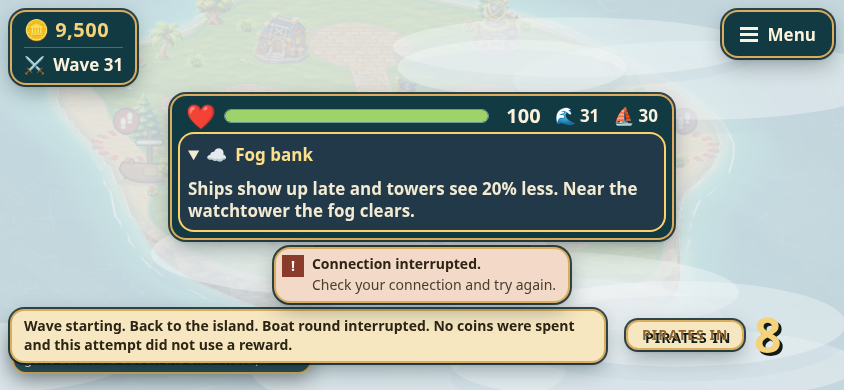 9,500
Wave 31
Menu
100 31 30
Fog bank
Ships show up late and towers see 20% less. Near the
watchtower the fog clears.
! Connection interrupted.
Check your connection and try again.
Wave starting. Back to the island. Boat round interrupted. No coins were spent
and this attempt did not use a reward.
PIRATES IN 8